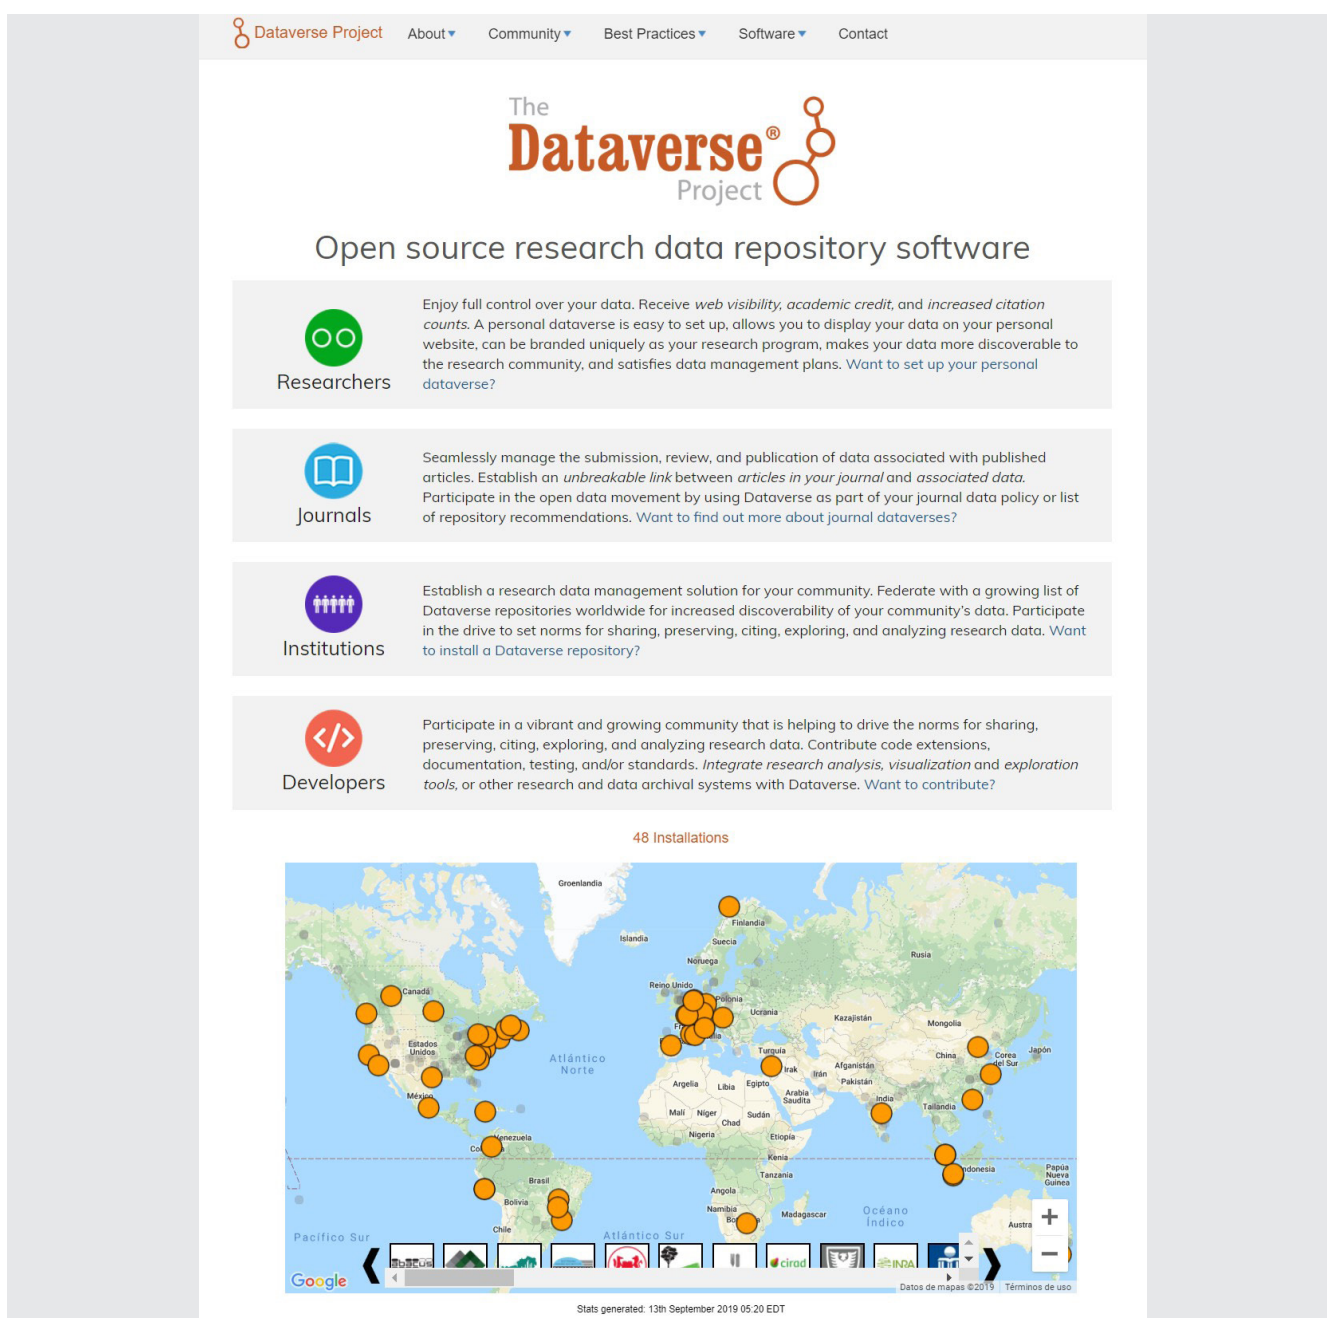 Dataverse Project About Community Best Practices Software Contact
The
Dataverse®
Project
Open source research data repository software
Enjoy full control over your data. Receive web visibility, academic credit, and increased citation
counts. A personal dataverse is easy to set up, allows you to display your data on your personal
website, can be branded uniquely as your research program, makes your data more discoverable to
the research community, and satisfies data management plans. Want to set up your personal
dataverse?
Researchers
Seamlessly manage the submission, review, and publication of data associated with published
articles. Establish an unbreakable link between articles in your journal and associated data.
Participate in the open data movement by using Dataverse as part of your journal data policy or list
of repository recommendations. Want to find out more about journal dataverses?
Journals
Establish a research data management solution for your community. Federate with a growing list of
Dataverse repositories worldwide for increased discoverability of your community's data. Participate
in the drive to set norms for sharing, preserving, citing, exploring, and analyzing research data. Want
to install a Dataverse repository?
Institutions
Participate in a vibrant and growing community that is helping to drive the norms for sharing,
preserving, citing, exploring, and analyzing research data. Contribute code extensions,
documentation, testing, and/or standards. Integrate research analysis, visualization and exploration
tools, or other research and data archival systems with Dataverse. Want to contribute?
Developers
48 Installations
Groenlandia
Finlandia
Islandia
Suecia
Rusia
Noruega
Reino Unido
Canadá
Polonia
Ucrania
Kazajistán
Mongolia
Estados
Unidos
Atlántico
Norte
Turquía
China
Corea
del Sur
Japón
Irak
Irán
Afganistán
Pakistán
Argelia
Libia
Egipto
Arabia
Saudita
México
India
Tailandia
Malí
Níger
Chad
Sudán
Nigeria
Etiopía
Venezuela
Kenia
Tanzania
Indonesia
Papúa
Nueva
Guinea
Brasil
Bolivia
Angola
Namibia
Madagascar
Océano
Índico
Chile
Pacífico Sur
Atlántico Sur
abacus
cirad
INRA
Google
Datos de mapas ©2019 Términos de uso
Stats generated: 13th September 2019 05:20 EDT